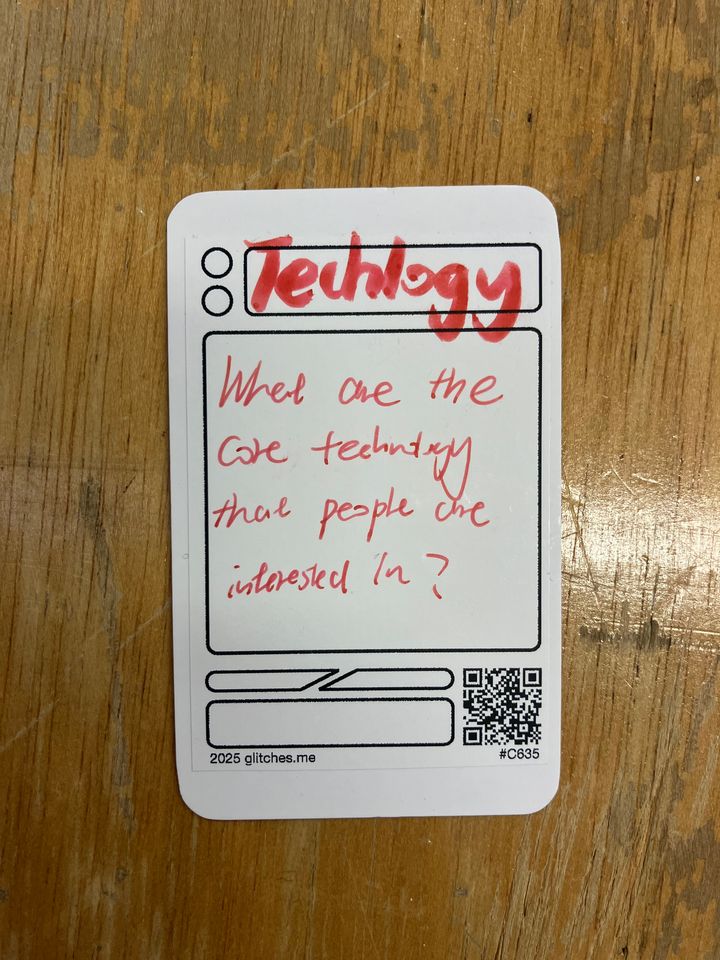 Techlogy
What are the
core technology
that people are
interested in?
2025 glitches.me
#C635